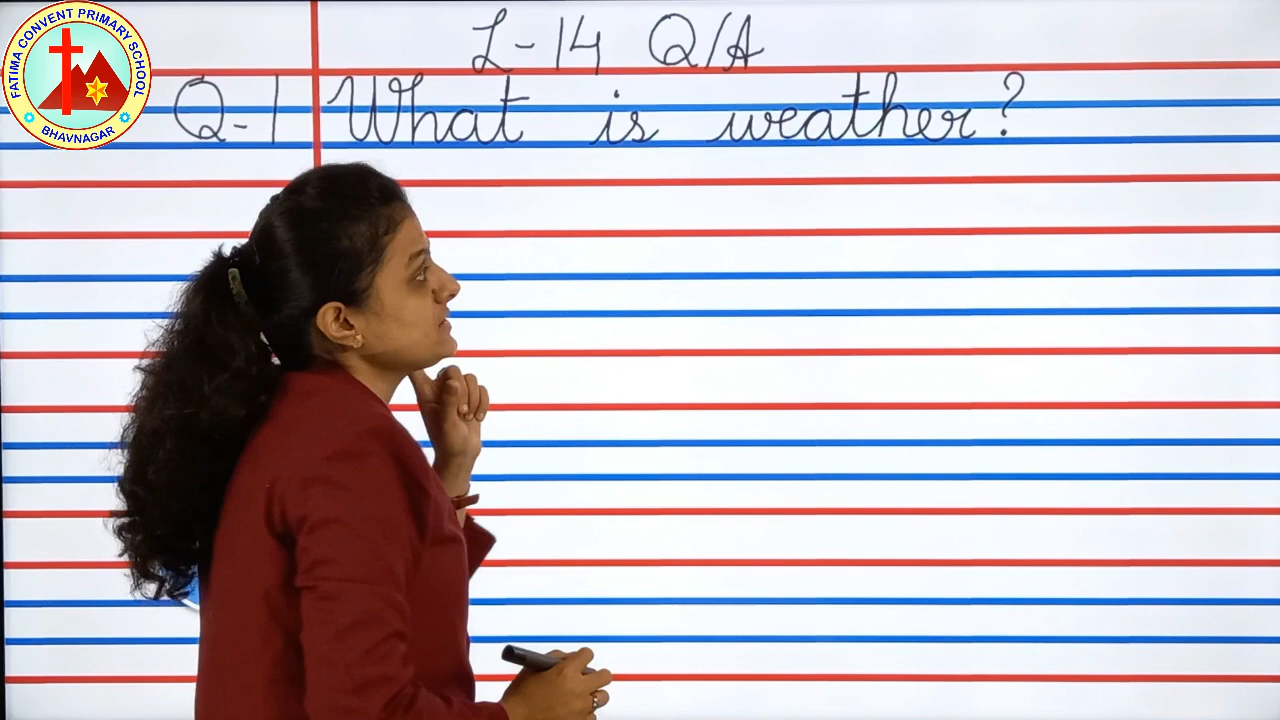 FATIMA CONVENT PRIMARY SCHOOL
BHAVNAGAR
L-14 Q/A
Q-1 What is weather?